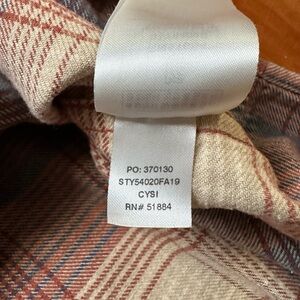 PO: 370130
STY54020FA19
CYSI
RN# 51884